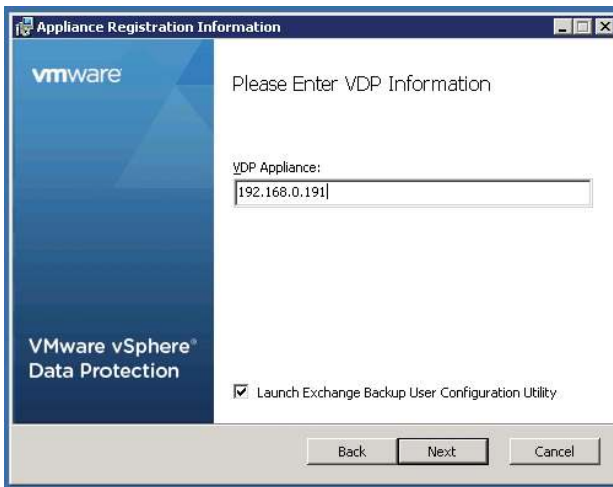 Appliance Registration Information
vmware
Please Enter VDP Information
VDP Appliance:
192.168.0.191
VMware vSphere®
Data Protection
Launch Exchange Backup User Configuration Utility
Back
Next
Cancel